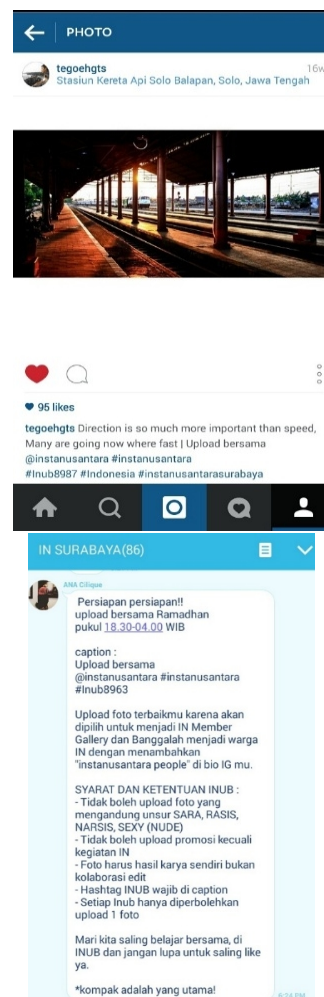 PHOTO
tegoehgts 16w
Stasiun Kereta Api Solo Balapan, Solo, Jawa Tengah
95 likes
tegoehgts Direction is so much more important than speed,
Many are going now where fast | Upload bersama
@instanusantara #instanusantara
#Inub8987 #Indonesia #instanusantarasurabaya
IN SURABAYA(86)
ANA Cilique
Persiapan persiapan!!
upload bersama Ramadhan
pukul 18.30-04.00 WIB
caption :
Upload bersama
@instanusantara #instanusantara
#Inub8963
Upload foto terbaikmu karena akan
dipilih untuk menjadi IN Member
Gallery dan Banggalah menjadi warga
IN dengan menambahkan
"instanusantara people" di bio IG mu.
SYARAT DAN KETENTUAN INUB :
- Tidak boleh upload foto yang
mengandung unsur SARA, RASIS,
NARSIS, SEXY (NUDE)
- Tidak boleh upload promosi kecuali
kegiatan IN
- Foto harus hasil karya sendiri bukan
kolaborasi edit
- Hashtag INUB wajib di caption
- Setiap Inub hanya diperbolehkan
upload 1 foto
Mari kita saling belajar bersama, di
INUB dan jangan lupa untuk saling like
ya.
*kompak adalah yang utama!
6:34 PM